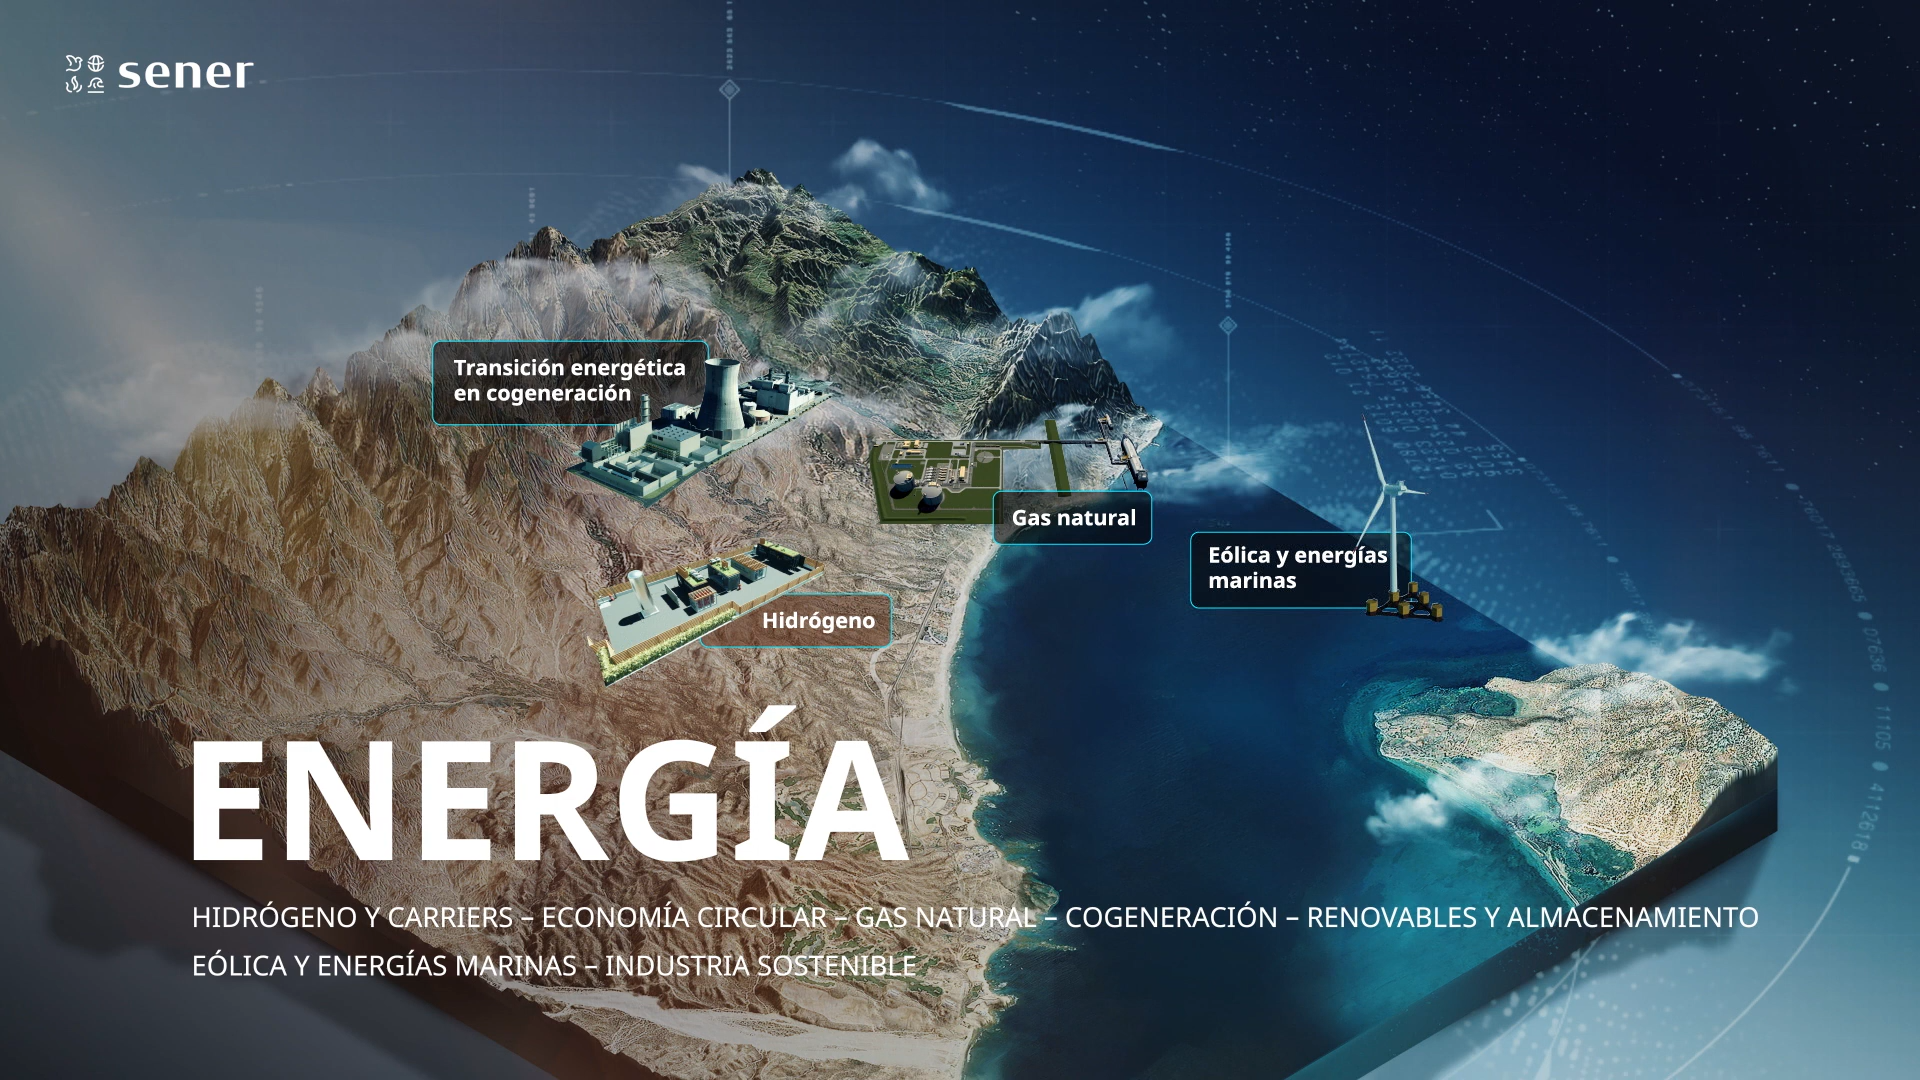 sener
Transición energética
en cogeneración
Gas natural
Eólica y energías
marinas
Hidrógeno
ENERGÍA
HIDRÓGENO Y CARRIERS – ECONOMÍA CIRCULAR – GAS NATURAL – COGENERACIÓN – RENOVABLES Y ALMACENAMIENTO
EÓLICA Y ENERGÍAS MARINAS – INDUSTRIA SOSTENIBLE